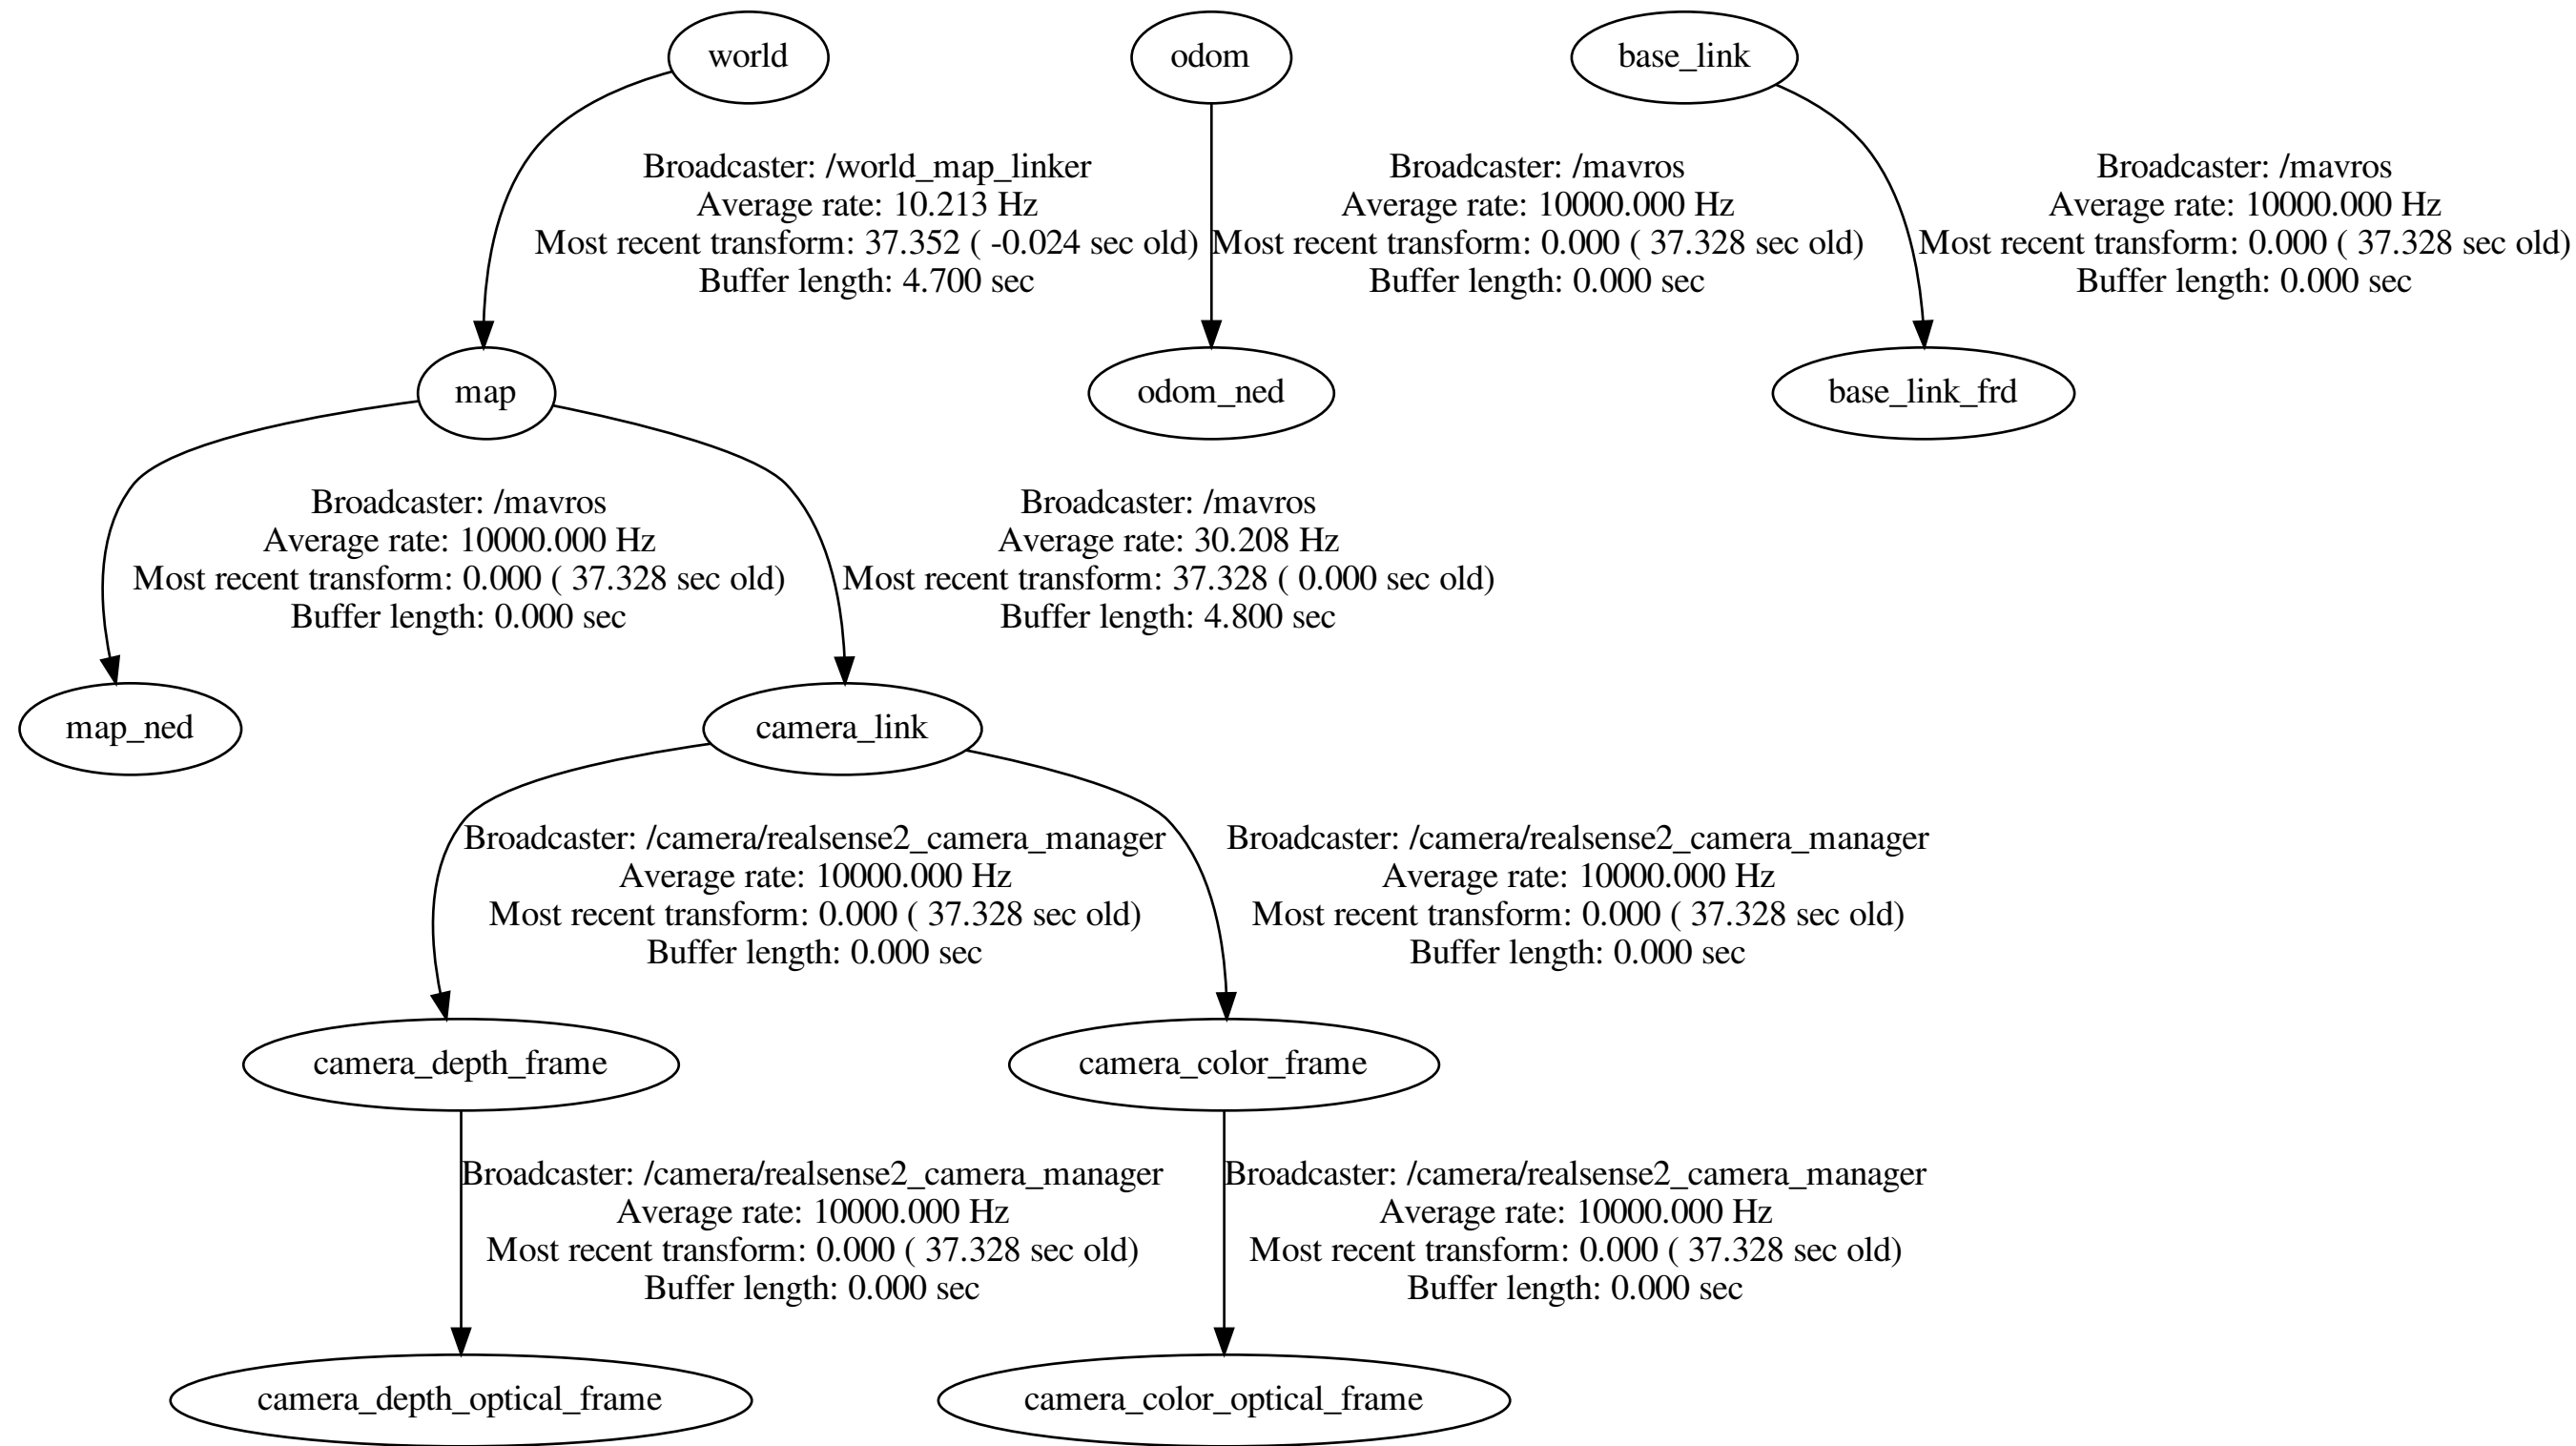 world
odom
base_link
Broadcaster: /world_map_linker
Average rate: 10.213 Hz
Most recent transform: 37.352 ( -0.024 sec old)
Buffer length: 4.700 sec
Broadcaster: /mavros
Average rate: 10000.000 Hz
Most recent transform: 0.000 ( 37.328 sec old)
Buffer length: 0.000 sec
Broadcaster: /mavros
Average rate: 10000.000 Hz
Most recent transform: 0.000 ( 37.328 sec old)
Buffer length: 0.000 sec
map
odom_ned
base_link_frd
Broadcaster: /mavros
Average rate: 10000.000 Hz
Most recent transform: 0.000 ( 37.328 sec old)
Buffer length: 0.000 sec
Broadcaster: /mavros
Average rate: 30.208 Hz
Most recent transform: 37.328 ( 0.000 sec old)
Buffer length: 4.800 sec
map_ned
camera_link
Broadcaster: /camera/realsense2_camera_manager
Average rate: 10000.000 Hz
Most recent transform: 0.000 ( 37.328 sec old)
Buffer length: 0.000 sec
Broadcaster: /camera/realsense2_camera_manager
Average rate: 10000.000 Hz
Most recent transform: 0.000 ( 37.328 sec old)
Buffer length: 0.000 sec
camera_depth_frame
camera_color_frame
Broadcaster: /camera/realsense2_camera_manager
Average rate: 10000.000 Hz
Most recent transform: 0.000 ( 37.328 sec old)
Buffer length: 0.000 sec
Broadcaster: /camera/realsense2_camera_manager
Average rate: 10000.000 Hz
Most recent transform: 0.000 ( 37.328 sec old)
Buffer length: 0.000 sec
camera_depth_optical_frame
camera_color_optical_frame